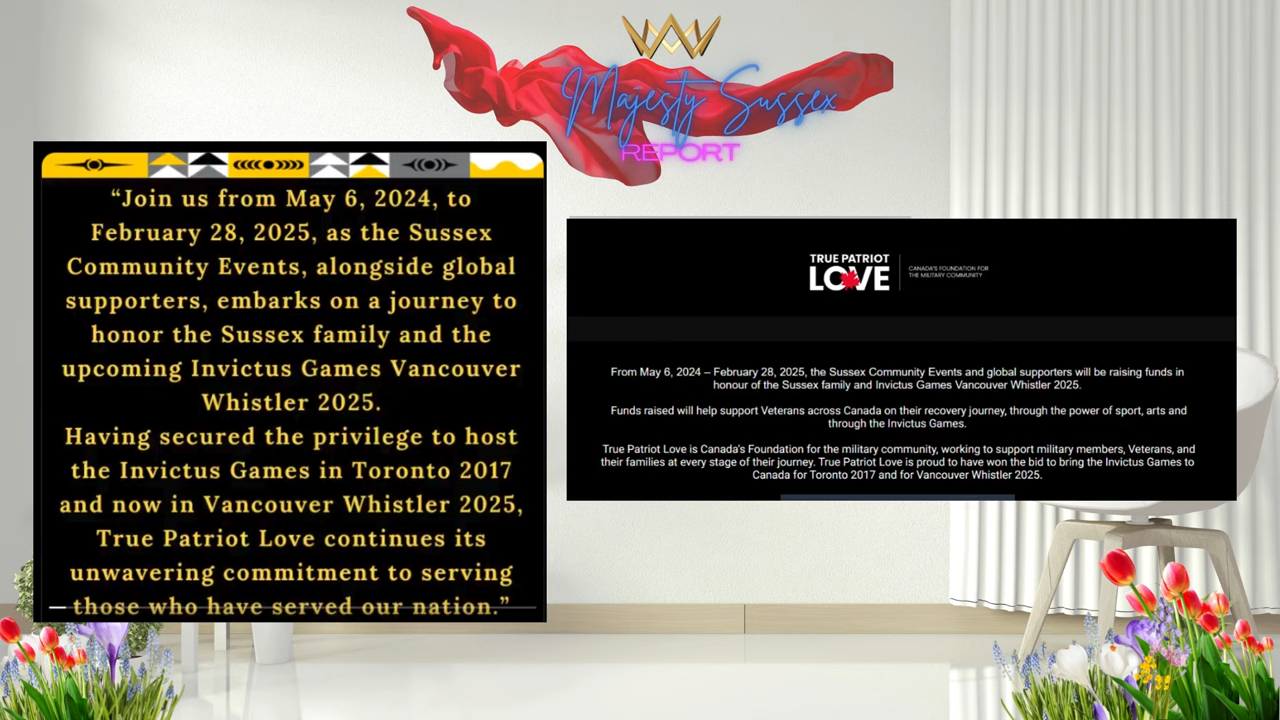 Majesty Sussex
REPORT
“Join us from May 6, 2024, to
February 28, 2025, as the Sussex
Community Events, alongside global
supporters, embarks on a journey to
honor the Sussex family and the
upcoming Invictus Games Vancouver
Whistler 2025.
Having secured the privilege to host
the Invictus Games in Toronto 2017
and now in Vancouver Whistler 2025,
True Patriot Love continues its
unwavering commitment to serving
those who have served our nation.”
TRUE PATRIOT
LOVE
CANADA'S FOUNDATION FOR
THE MILITARY COMMUNITY
From May 6, 2024 – February 28, 2025, the Sussex Community Events and global supporters will be raising funds in
honour of the Sussex family and Invictus Games Vancouver Whistler 2025.
Funds raised will help support Veterans across Canada on their recovery journey, through the power of sport, arts and
through the Invictus Games.
True Patriot Love is Canada's Foundation for the military community, working to support military members, Veterans, and
their families at every stage of their journey. True Patriot Love is proud to have won the bid to bring the Invictus Games to
Canada for Toronto 2017 and for Vancouver Whistler 2025.